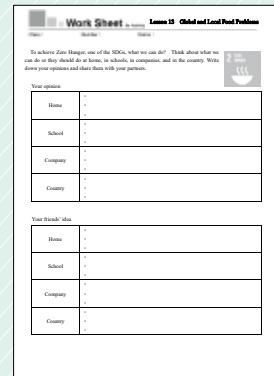 Work Sheet Lesson 13 Global and Local Food Problems
Class / Number / Name /
To achieve Zero Hunger, one of the SDGs, what we can do? Think about what we
can do or they should do at home, in schools, in companies, and in the country. Write
down your opinions and share them with your partners.
Your opinion
Home
School
Company
Country
Your friends' idea
Home
School
Company
Country